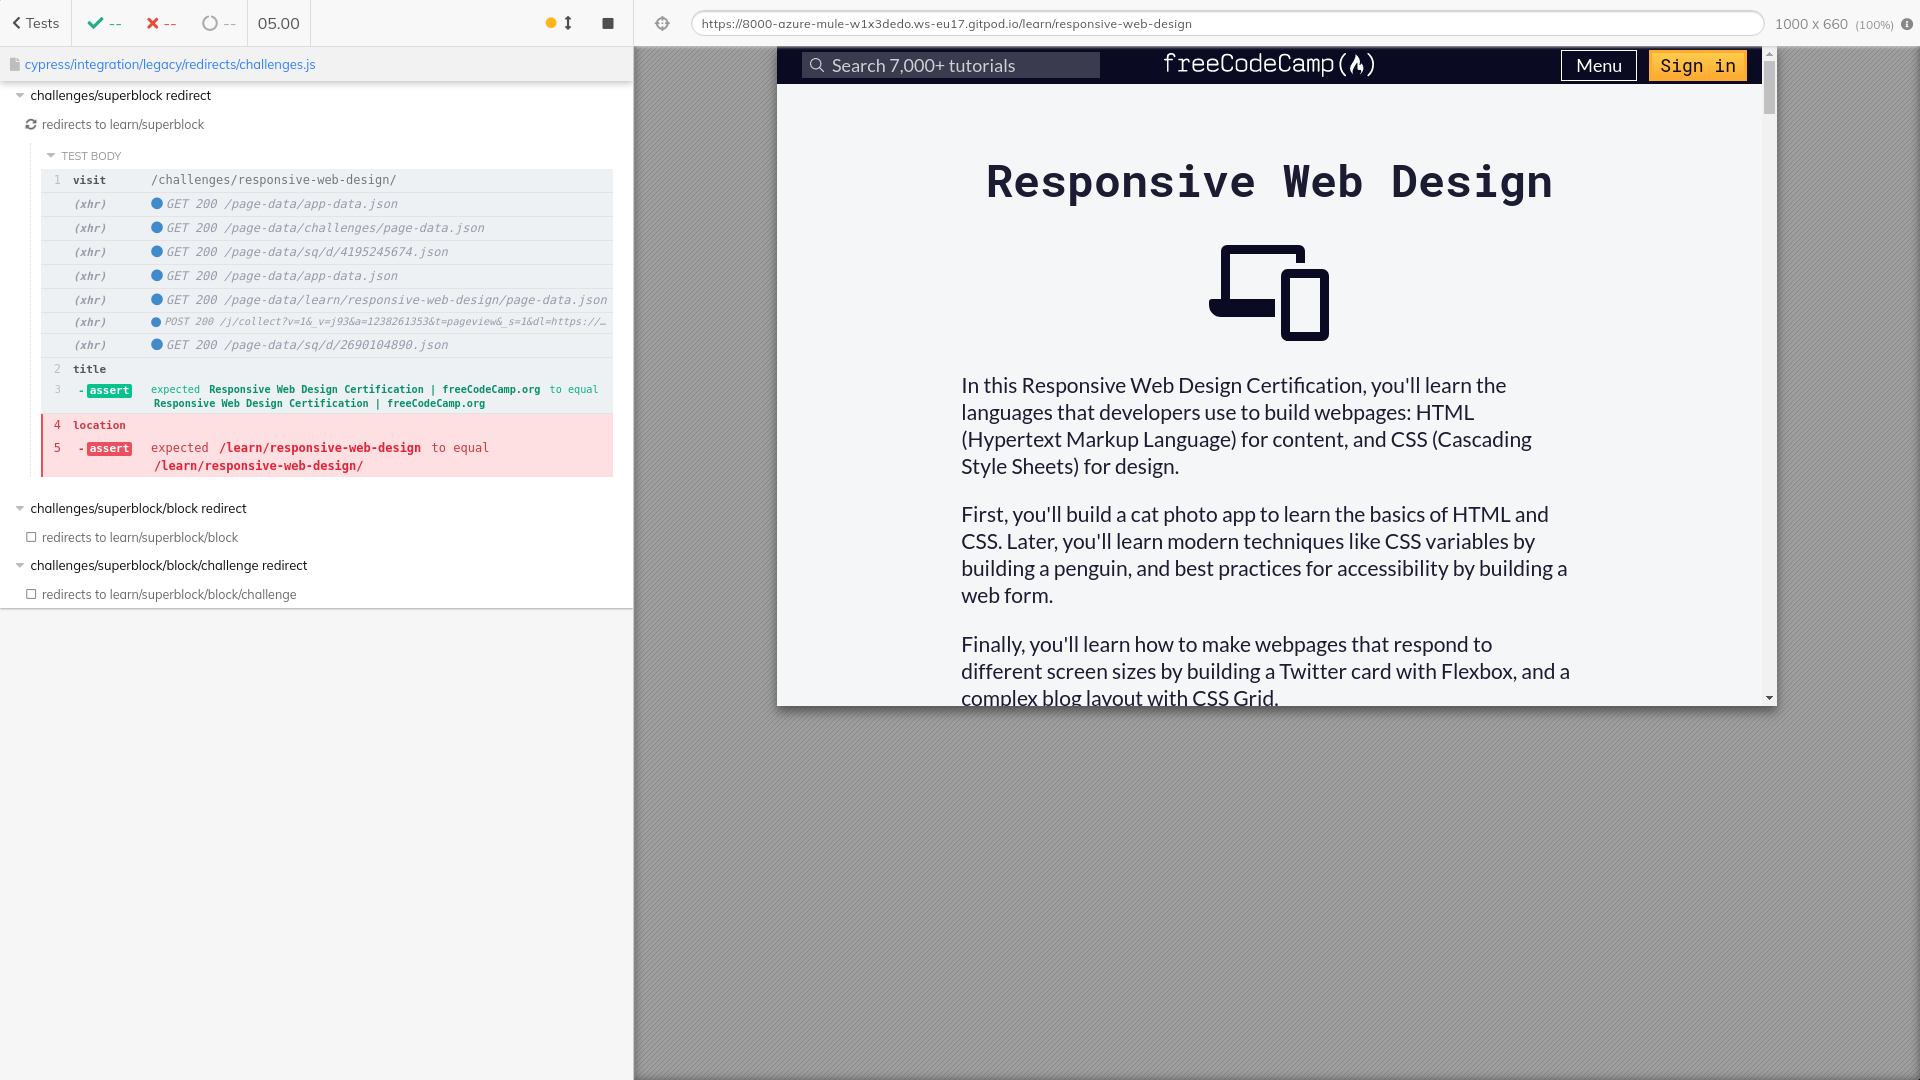 Tests
--
--
--
05.00
https://8000-azure-mule-w1x3dedo.ws-eu17.gitpod.io/learn/responsive-web-design
1000 x 660 (100%)
cypress/integration/legacy/redirects/challenges.js
challenges/superblock redirect
redirects to learn/superblock
TEST BODY
1 visit /challenges/responsive-web-design/
(xhr) GET 200 /page-data/app-data.json
(xhr) GET 200 /page-data/challenges/page-data.json
(xhr) GET 200 /page-data/sq/d/4195245674.json
(xhr) GET 200 /page-data/app-data.json
(xhr) GET 200 /page-data/learn/responsive-web-design/page-data.json
(xhr) POST 200 /j/collect?v=1&_v=j93&a=1238261353&t=pageview&_s=1&dl=https://…
(xhr) GET 200 /page-data/sq/d/2690104890.json
2 title
3 -assert expected Responsive Web Design Certification | freeCodeCamp.org to equal
Responsive Web Design Certification | freeCodeCamp.org
4 location
5 -assert expected /learn/responsive-web-design to equal
/learn/responsive-web-design/
challenges/superblock/block redirect
redirects to learn/superblock/block
challenges/superblock/block/challenge redirect
redirects to learn/superblock/block/challenge
Search 7,000+ tutorials
freeCodeCamp
Menu
Sign in
Responsive Web Design
In this Responsive Web Design Certification, you'll learn the
languages that developers use to build webpages: HTML
(Hypertext Markup Language) for content, and CSS (Cascading
Style Sheets) for design.
First, you'll build a cat photo app to learn the basics of HTML and
CSS. Later, you'll learn modern techniques like CSS variables by
building a penguin, and best practices for accessibility by building a
web form.
Finally, you'll learn how to make webpages that respond to
different screen sizes by building a Twitter card with Flexbox, and a
complex blog layout with CSS Grid.